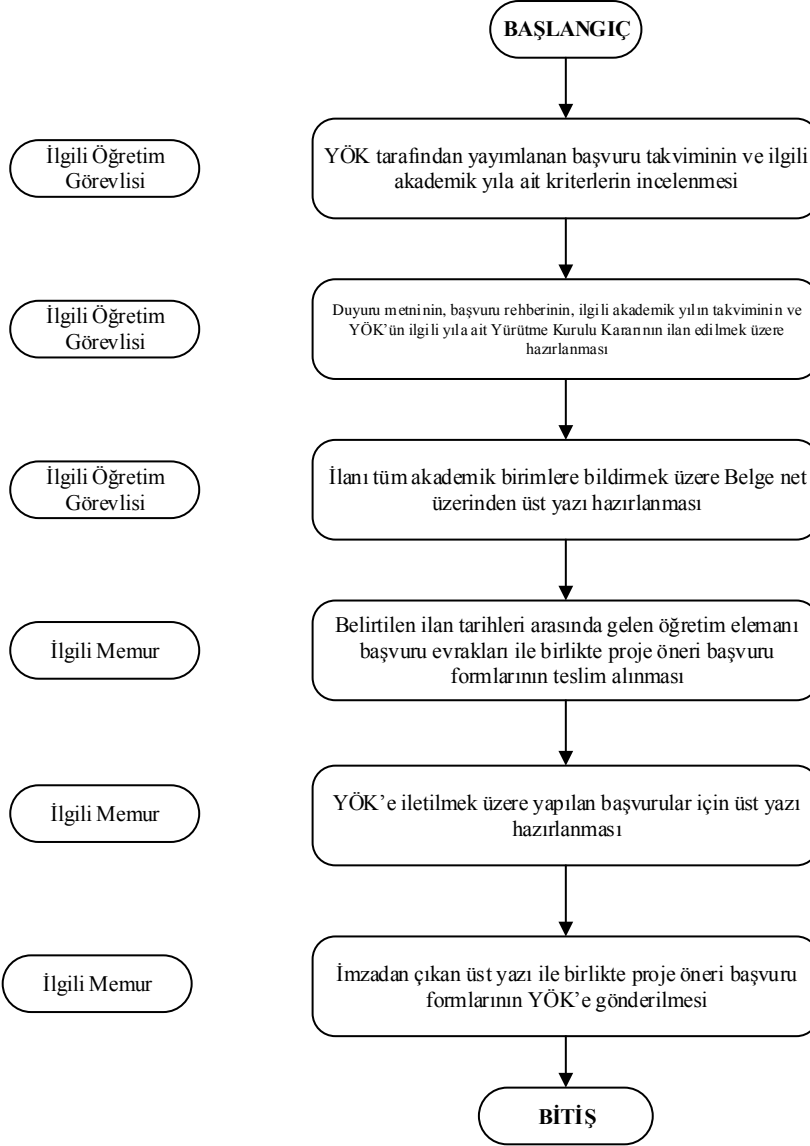 BAŞLANGIÇ
İlgili Öğretim
Görevlisi
YÖK tarafından yayımlanan başvuru takviminin ve ilgili
akademik yıla ait kriterlerin incelenmesi
İlgili Öğretim
Görevlisi
Duyuru metninin, başvuru rehberinin, ilgili akademik yılın takviminin ve
YÖK’ün ilgili yıla ait Yürütme Kurulu Kararının ilan edilmek üzere
hazırlanması
İlgili Öğretim
Görevlisi
İlanı tüm akademik birimlere bildirmek üzere Belge net
üzerinden üst yazı hazırlanması
İlgili Memur
Belirtilen ilan tarihleri arasında gelen öğretim elemanı
başvuru evrakları ile birlikte proje öneri başvuru
formlarının teslim alınması
İlgili Memur
YÖK’e iletilmek üzere yapılan başvurular için üst yazı
hazırlanması
İlgili Memur
İmzadan çıkan üst yazı ile birlikte proje öneri başvuru
formlarının YÖK’e gönderilmesi
BİTİŞ